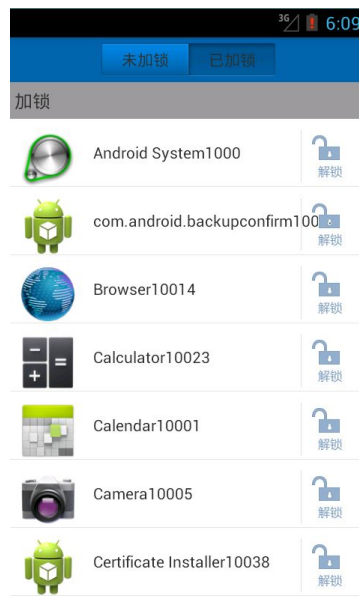 3G 6:09
未加锁 已加锁
加锁
Android System1000
解锁
com.android.backupconfirm100
解锁
Browser10014
解锁
Calculator10023
解锁
Calendar10001
解锁
Camera10005
解锁
Certificate Installer10038
解锁